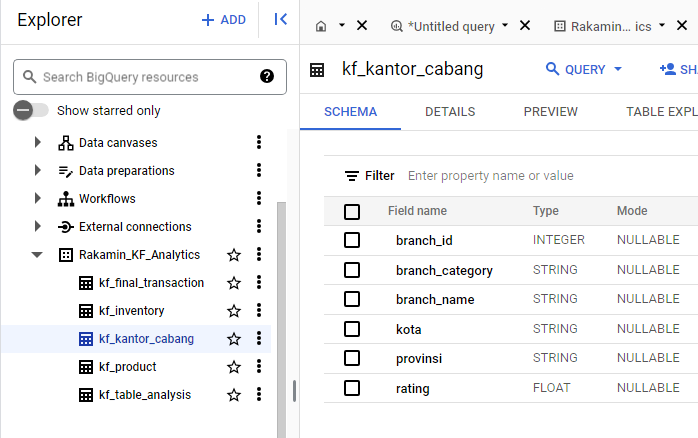 Explorer
+ ADD
Search BigQuery resources
?
Show starred only
Data canvases
Data preparations
Workflows
External connections
Rakamin_KF_Analytics
kf_final_transaction
kf_inventory
kf_kantor_cabang
kf_product
kf_table_analysis
*Untitled query
Rakamin... ics
kf_kantor_cabang
QUERY
SH
SCHEMA DETAILS PREVIEW TABLE EXPL
Filter Enter property name or value
Field name Type Mode
branch_id INTEGER NULLABLE
branch_category STRING NULLABLE
branch_name STRING NULLABLE
kota STRING NULLABLE
provinsi STRING NULLABLE
rating FLOAT NULLABLE